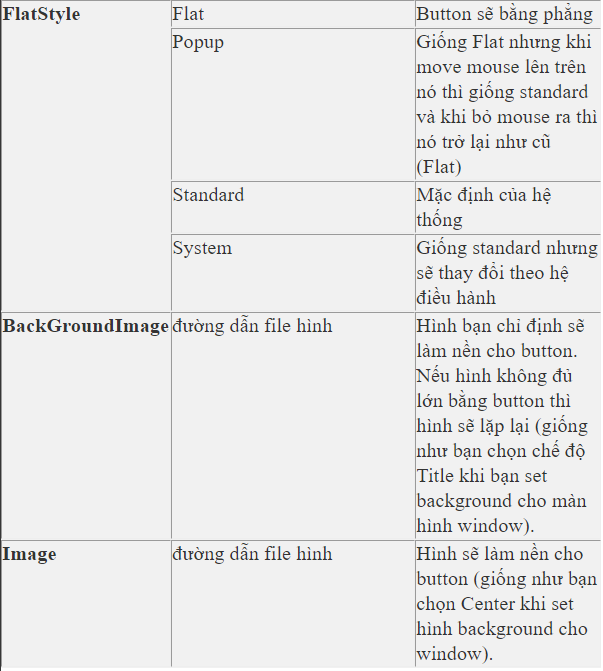 FlatStyle Flat Button sẽ bằng phẳng
Popup Giống Flat nhưng khi
move mouse lên trên
nó thì giống standard
và khi bỏ mouse ra thì
nó trở lại như cũ
(Flat)
Standard Mặc định của hệ
thống
System Giống standard nhưng
sẽ thay đổi theo hệ
điều hành
BackGroundImage đường dẫn file hình Hình bạn chỉ định sẽ
làm nền cho button.
Nếu hình không đủ
lớn bằng button thì
hình sẽ lặp lại (giống
như bạn chọn chế độ
Title khi bạn set
background cho màn
hình window).
Image đường dẫn file hình Hình sẽ làm nền cho
button (giống như bạn
chọn Center khi set
hình background cho
window).